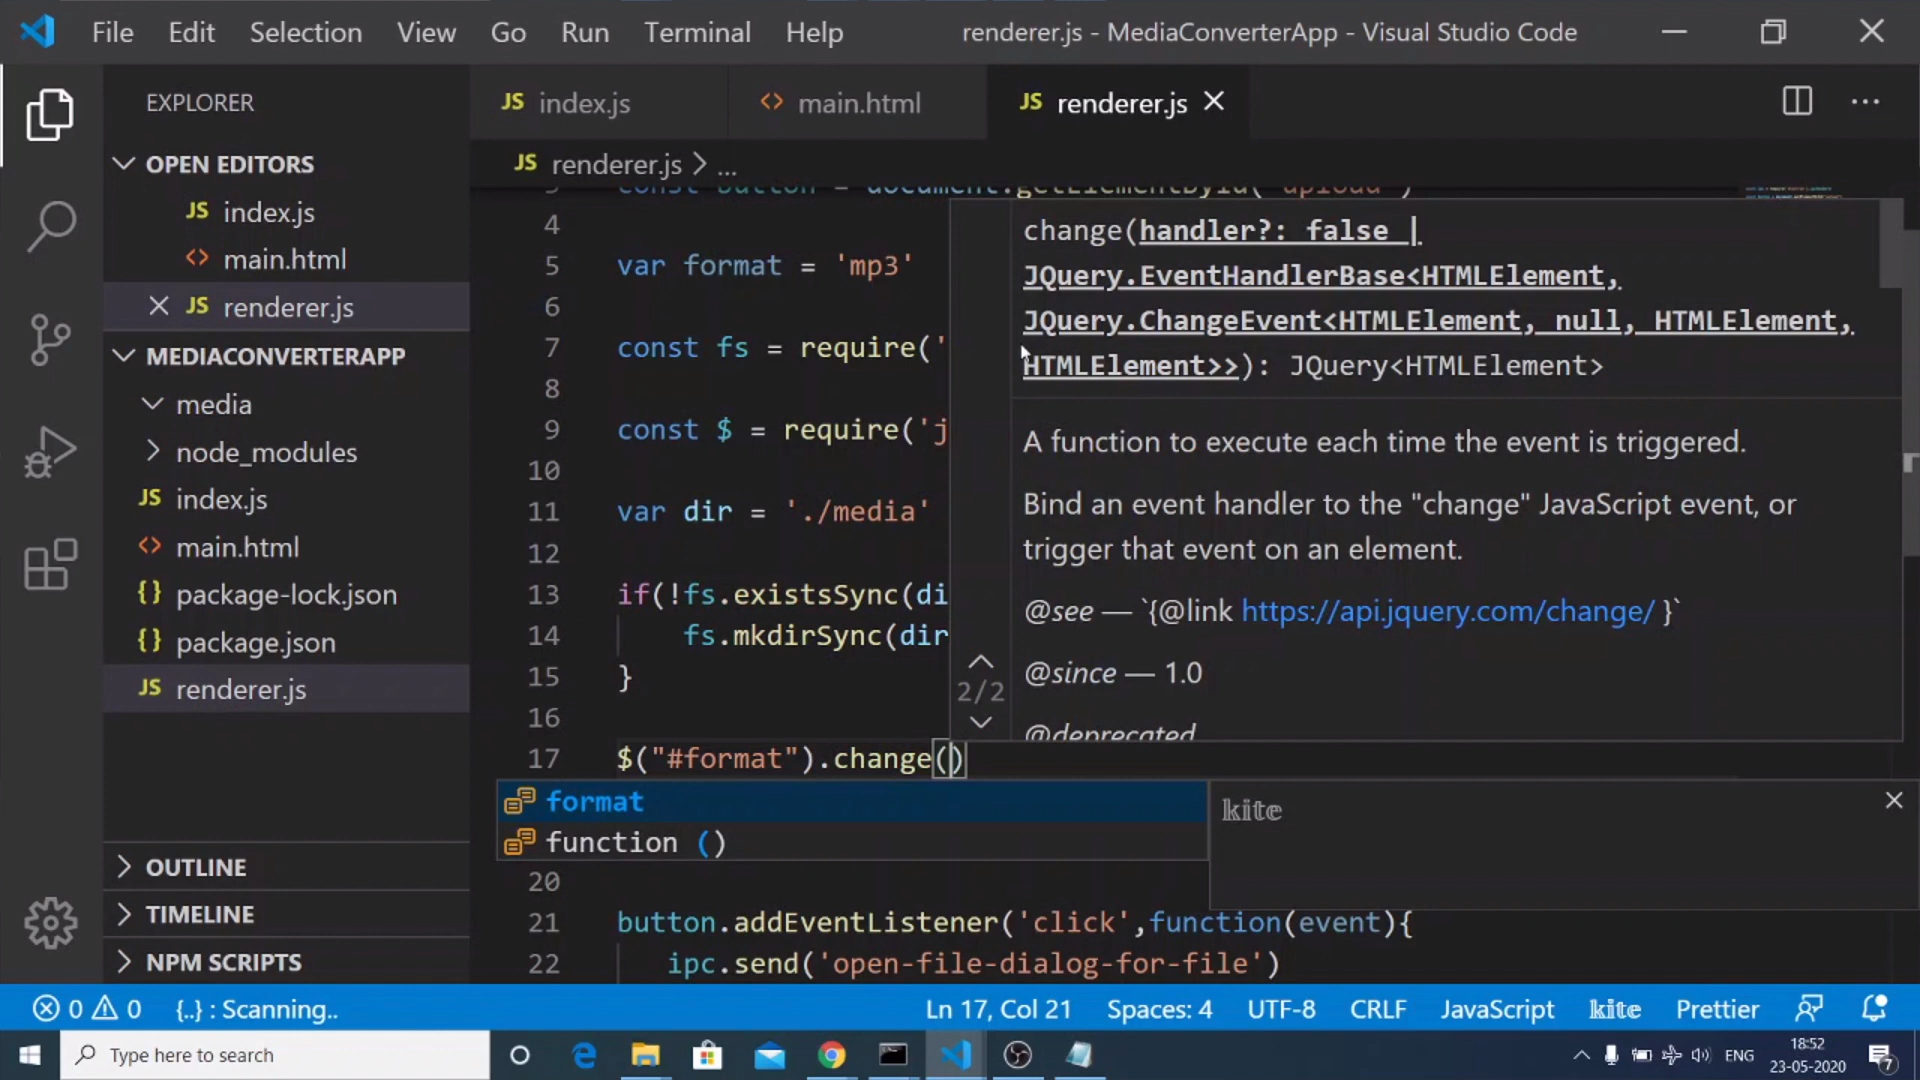 File Edit Selection View Go Run Terminal Help renderer.js - MediaConverterApp - Visual Studio Code
EXPLORER
JS index.js
<> main.html
JS renderer.js
OPEN EDITORS
JS index.js
<> main.html
JS renderer.js
MEDIACONVERTERAPP
media
node_modules
JS index.js
<> main.html
{} package-lock.json
{} package.json
JS renderer.js
OUTLINE
TIMELINE
NPM SCRIPTS
JS renderer.js > ...
3 const button = document.getElementById('upload')
4
5 var format = 'mp3'
6
7 const fs = require('
8
9 const $ = require('j
10
11 var dir = './media'
12
13 if(!fs.existsSync(di
14 fs.mkdirSync(dir
15 }
16
17 $("#format").change()
20
21 button.addEventListener('click',function(event){
22 ipc.send('open-file-dialog-for-file')
change(handler?: false |
JQuery.EventHandlerBase<HTMLElement,
JQuery.ChangeEvent<HTMLElement, null, HTMLElement,
HTMLElement>>): JQuery<HTMLElement>
A function to execute each time the event is triggered.
Bind an event handler to the "change" JavaScript event, or
trigger that event on an element.
@see — `{@link https://api.jquery.com/change/ }`
@since — 1.0
@deprecated
2/2
format
function ()
kite
0 0 {..} : Scanning.. Ln 17, Col 21 Spaces: 4 UTF-8 CRLF JavaScript kite Prettier
Type here to search
ENG
18:52
23-05-2020
7